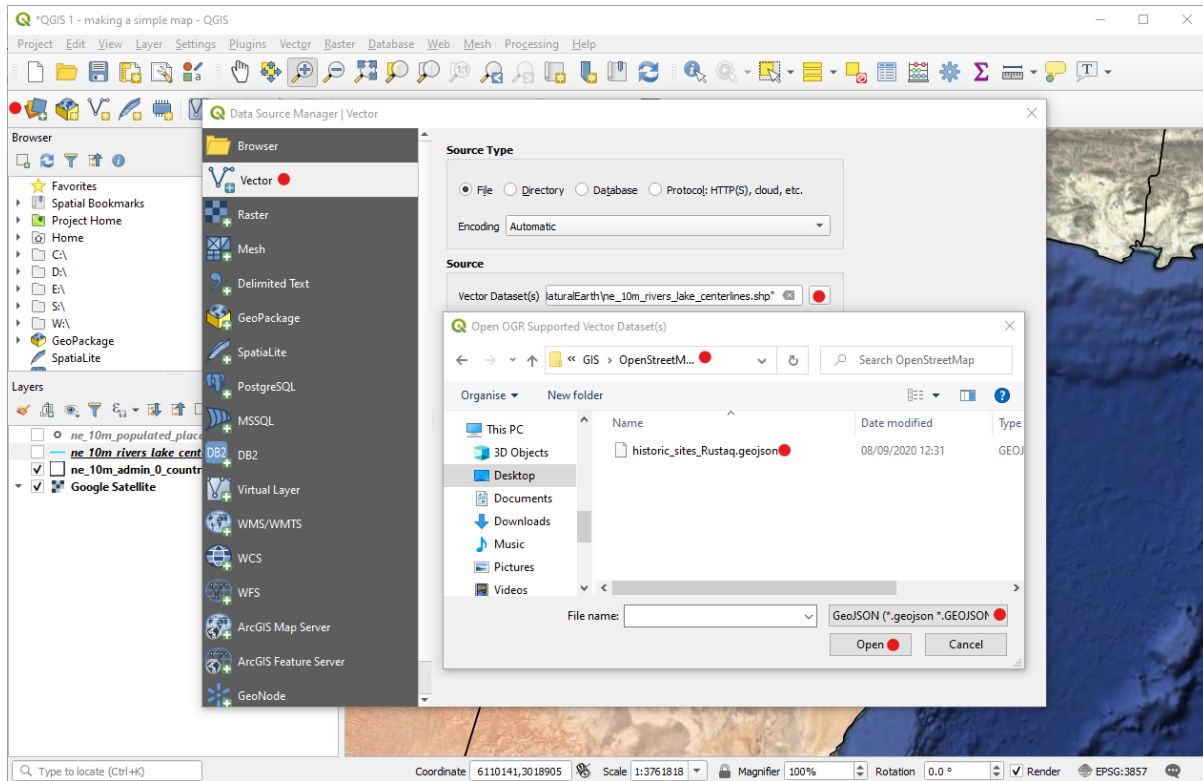 *QGIS 1 - making a simple map - QGIS
Project Edit View Layer Settings Plugins Vector Raster Database Web Mesh Processing Help
Data Source Manager | Vector
Browser
Favorites
Spatial Bookmarks
Project Home
Home
C:\
D:\
E:\
S:\
W:\
GeoPackage
SpatiaLite
Layers
ne_10m_populated_place
ne_10m_rivers_lake_cent
ne_10m_admin_0_countr
Google Satellite
Browser
Vector
Raster
Mesh
Delimited Text
GeoPackage
SpatiaLite
PostgreSQL
MSSQL
DB2 DB2
Virtual Layer
WMS/WMTS
WCS
WFS
ArcGIS Map Server
ArcGIS Feature Server
GeoNode
Source Type
File Directory Database Protocol: HTTP(S), cloud, etc.
Encoding Automatic
Source
Vector Dataset(s) laturalEarth\ne_10m_rivers_lake_centerlines.shp"
Open OGR Supported Vector Dataset(s)
« GIS › OpenStreetM... Search OpenStreetMap
Organise New folder
This PC
3D Objects
Desktop
Documents
Downloads
Music
Pictures
Videos
Name Date modified Type
historic_sites_Rustaq.geojson 08/09/2020 12:31 GEOJ
File name: GeoJSON (*.geojson *.GEOJSON
Open Cancel
Type to locate (Ctrl+K) Coordinate 6110141,3018905 Scale 1:3761818 Magnifier 100% Rotation 0.0 ° Render EPSG:3857